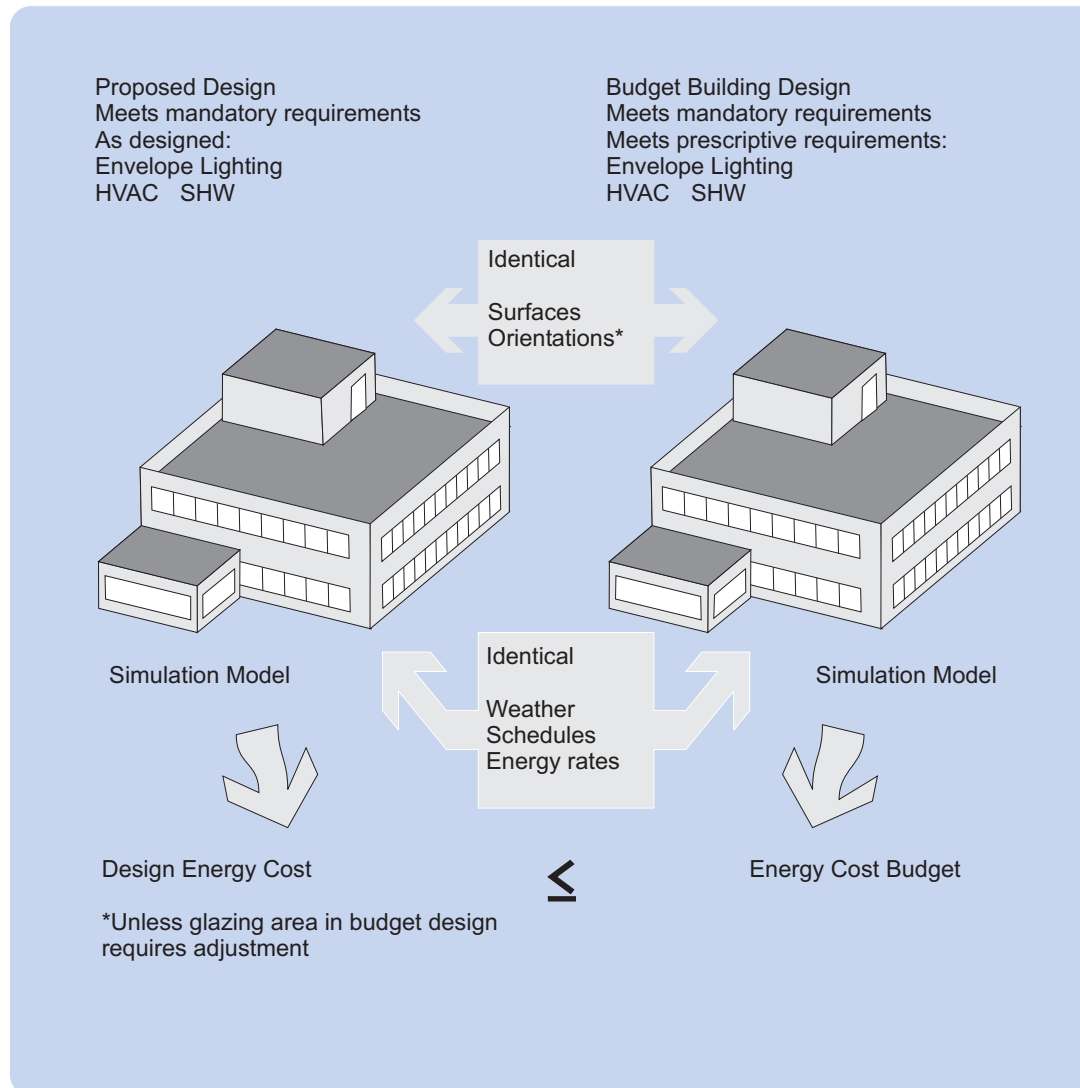 Proposed Design
Meets mandatory requirements
As designed:
Envelope Lighting
HVAC SHW
Budget Building Design
Meets mandatory requirements
Meets prescriptive requirements:
Envelope Lighting
HVAC SHW
Identical
Surfaces
Orientations*
Simulation Model
Identical
Weather
Schedules
Energy rates
Simulation Model
Design Energy Cost
≤
Energy Cost Budget
*Unless glazing area in budget design
requires adjustment